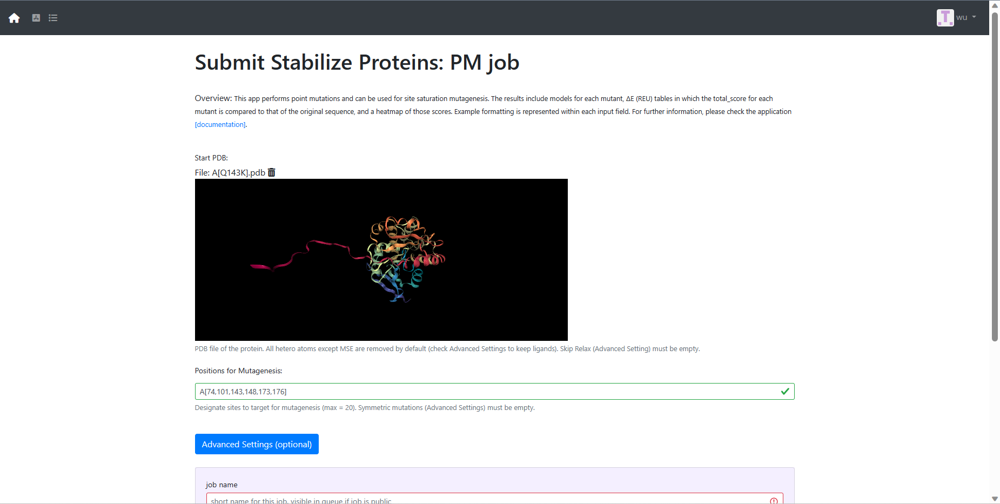 wu
Submit Stabilize Proteins: PM job
Overview: This app performs point mutations and can be used for site saturation mutagenesis. The results include models for each mutant, ΔE (REU) tables in which the total_score for each
mutant is compared to that of the original sequence, and a heatmap of those scores. Example formatting is represented within each input field. For further information, please check the application
[documentation].
Start PDB:
File: A[Q143K].pdb
PDB file of the protein. All hetero atoms except MSE are removed by default (check Advanced Settings to keep ligands). Skip Relax (Advanced Setting) must be empty.
Positions for Mutagenesis:
A[74,101,143,148,173,176]
Designate sites to target for mutagenesis (max = 20). Symmetric mutations (Advanced Settings) must be empty.
Advanced Settings (optional)
job name
short name for this job, visible in queue if job is public